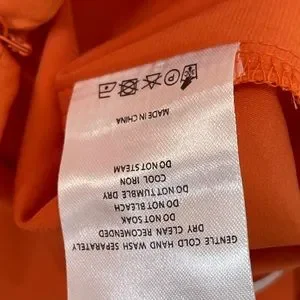 GENTLE COLD HAND WASH SEPARATELY
DRY CLEAN RECOMENDED
DO NOT SOAK
DO NOT BLEACH
DO NOT TUMBLE DRY
COOL IRON
DO NOT STEAM
MADE IN CHINA
P